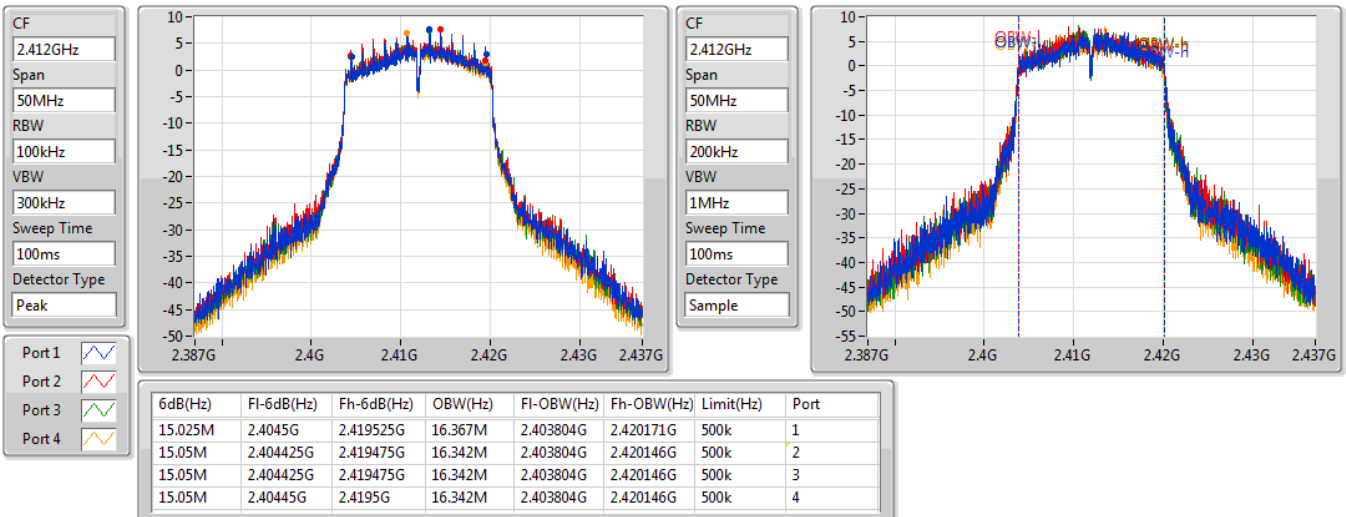 CF
2.412GHz
Span
50MHz
RBW
100kHz
VBW
300kHz
Sweep Time
100ms
Detector Type
Peak
10
5
0
-5
-10
-15
-20
-25
-30
-35
-40
-45
-50
2.387G 2.4G 2.41G 2.42G 2.43G 2.437G
CF
2.412GHz
Span
50MHz
RBW
200kHz
VBW
1MHz
Sweep Time
100ms
Detector Type
Sample
10
5
0
-5
-10
-15
-20
-25
-30
-35
-40
-45
-50
-55
OBW-l OBW-h
2.387G 2.4G 2.41G 2.42G 2.43G 2.437G
Port 1
Port 2
Port 3
Port 4
6dB(Hz) Fl-6dB(Hz) Fh-6dB(Hz) OBW(Hz) Fl-OBW(Hz) Fh-OBW(Hz) Limit(Hz) Port
15.025M 2.4045G 2.419525G 16.367M 2.403804G 2.420171G 500k 1
15.05M 2.404425G 2.419475G 16.342M 2.403804G 2.420146G 500k 2
15.05M 2.404425G 2.419475G 16.342M 2.403804G 2.420146G 500k 3
15.05M 2.40445G 2.4195G 16.342M 2.403804G 2.420146G 500k 4